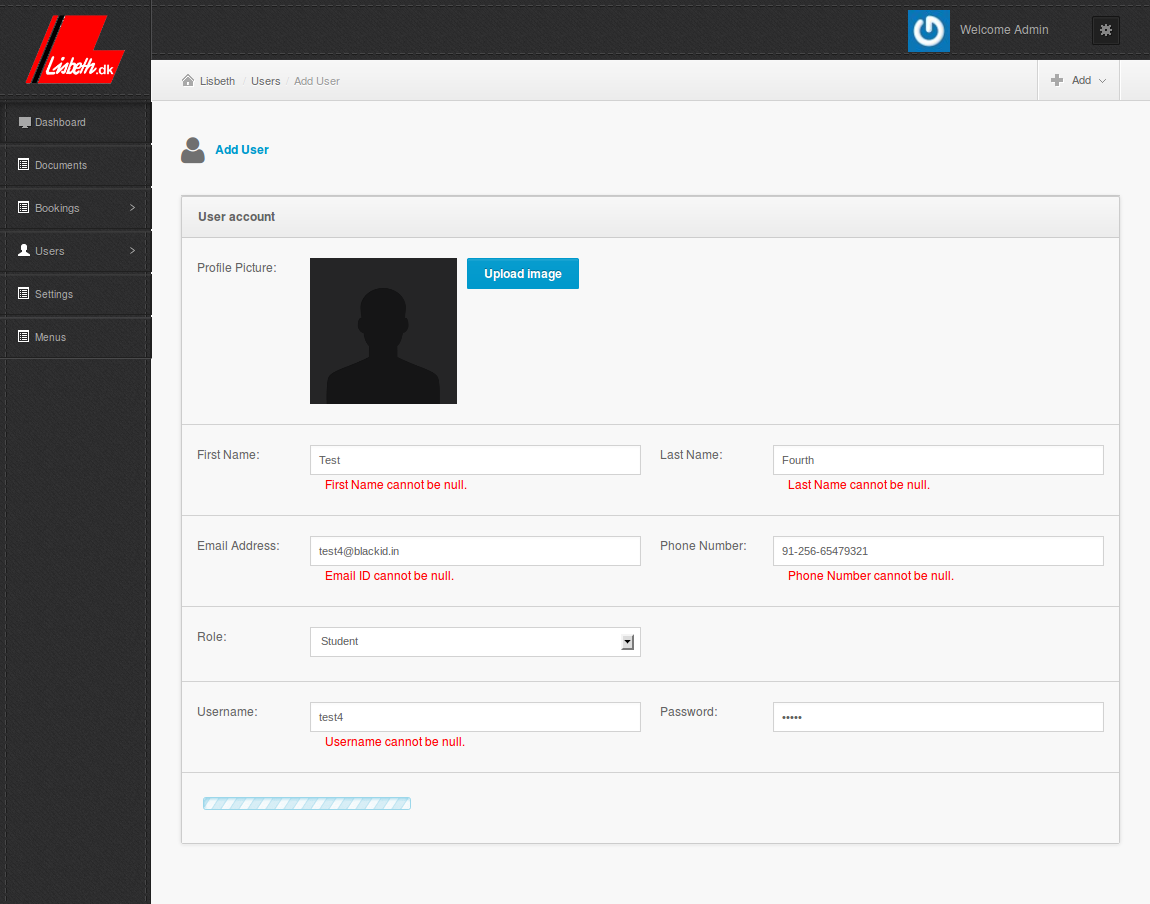 Lisbeth.dk
Welcome Admin
Lisbeth / Users / Add User
Add
Dashboard
Documents
Bookings
Users
Settings
Menus
Add User
User account
Profile Picture:
Upload image
First Name: Test
First Name cannot be null.
Last Name: Fourth
Last Name cannot be null.
Email Address: test4@blackid.in
Email ID cannot be null.
Phone Number: 91-256-65479321
Phone Number cannot be null.
Role: Student
Username: test4
Username cannot be null.
Password: •••••